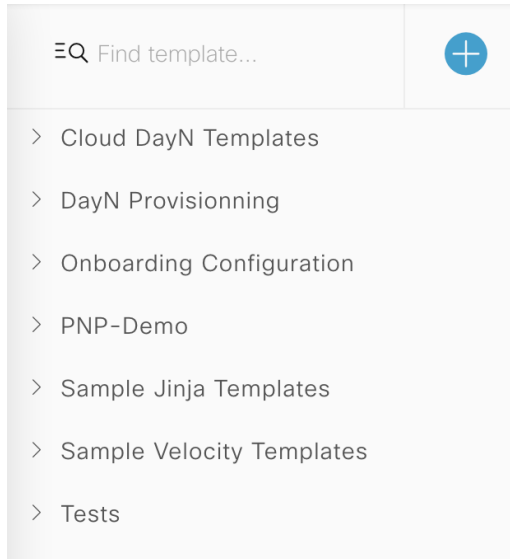 Find template...
Cloud DayN Templates
DayN Provisionning
Onboarding Configuration
PNP-Demo
Sample Jinja Templates
Sample Velocity Templates
Tests